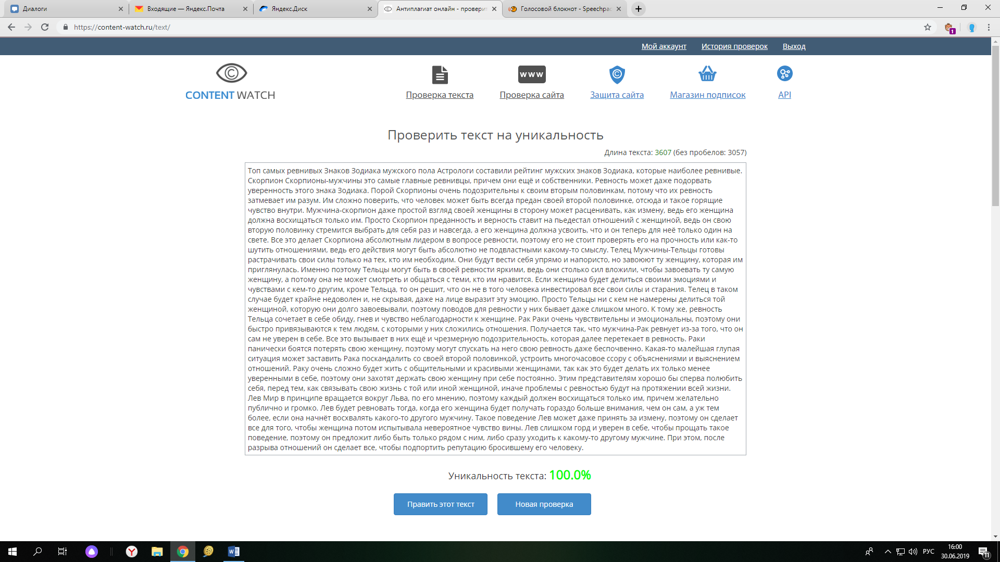 Диалоги
Входящие — Яндекс.Почта
Яндекс.Диск
Антиплагиат онлайн - проверит
Голосовой блокнот - Speechpa
https://content-watch.ru/text/
1
Мой аккаунт История проверок Выход
©
CONTENT WATCH
www
©
Проверка текста Проверка сайта Защита сайта Магазин подписок API
Проверить текст на уникальность
Длина текста: 3607 (без пробелов: 3057)
Топ самых ревнивых Знаков Зодиака мужского пола Астрологи составили рейтинг мужских знаков Зодиака, которые наиболее ревнивые.
Скорпион Скорпионы-мужчины это самые главные ревнивцы, причем они ещё и собственники. Ревность может даже подорвать
уверенность этого знака Зодиака. Порой Скорпионы очень подозрительны к своим вторым половинкам, потому что их ревность
затмевает им разум. Им сложно поверить, что человек может быть всегда предан своей второй половинке, отсюда и такое горящие
чувство внутри. Мужчина-скорпион даже простой взгляд своей женщины в сторону может расценивать, как измену, ведь его женщина
должна восхищаться только им. Просто Скорпион преданность и верность ставит на пьедестал отношений с женщиной, ведь он свою
вторую половинку стремится выбрать для себя раз и навсегда, а его женщина должна усвоить, что и он теперь для неё только один на
свете. Все это делает Скорпиона абсолютным лидером в вопросе ревности, поэтому его не стоит проверять его на прочность или как-то
шутить отношениями, ведь его действия могут быть абсолютно не подвластными какому-то смыслу. Телец Мужчины-Тельцы готовы
растрачивать свои силы только на тех, кто им необходим. Они будут вести себя упрямо и напористо, но завоюют ту женщину, которая им
приглянулась. Именно поэтому Тельцы могут быть в своей ревности яркими, ведь они столько сил вложили, чтобы завоевать ту самую
женщину, а потому она не может смотреть и общаться с теми, кто им нравится. Если женщина будет делиться своими эмоциями и
чувствами с кем-то другим, кроме Тельца, то он решит, что он не в того человека инвестировал все свои силы и старания. Телец в таком
случае будет крайне недоволен и, не скрывая, даже на лице выразит эту эмоцию. Просто Тельцы ни с кем не намерены делиться той
женщиной, которую они долго завоевывали, поэтому поводов для ревности у них бывает даже слишком много. К тому же, ревность
Тельца сочетает в себе обиду, гнев и чувство неблагодарности к женщине. Рак Раки очень чувствительны и эмоциональны, поэтому они
быстро привязываются к тем людям, с которыми у них сложились отношения. Получается так, что мужчина-Рак ревнует из-за того, что он
сам не уверен в себе. Все это вызывает в них ещё и чрезмерную подозрительность, которая далее перетекает в ревность. Раки
панически боятся потерять свою женщину, поэтому могут спускать на него свою ревность даже беспочвенно. Какая-то малейшая глупая
ситуация может заставить Рака поскандалить со своей второй половинкой, устроить многочасовое ссору с объяснениями и выяснением
отношений. Раку очень сложно будет жить с общительными и красивыми женщинами, так как это будет делать их только менее
уверенными в себе, поэтому они захотят держать свою женщину при себе постоянно. Этим представителям хорошо бы сперва полюбить
себя, перед тем, как связывать свою жизнь с той или иной женщиной, иначе проблемы с ревностью будут на протяжении всей жизни.
Лев Мир в принципе вращается вокруг Льва, по его мнению, поэтому каждый должен восхищаться только им, причем желательно
публично и громко. Лев будет ревновать тогда, когда его женщина будет получать гораздо больше внимания, чем он сам, а уж тем
более, если она начнёт восхвалять какого-то другого мужчину. Такое поведение Лев может даже принять за измену, поэтому он сделает
все для того, чтобы женщина потом испытывала невероятное чувство вины. Лев слишком горд и уверен в себе, чтобы прощать такое
поведение, поэтому он предложит либо быть только рядом с ним, либо сразу уходить к какому-то другому мужчине. При этом, после
разрыва отношений он сделает все, чтобы подпортить репутацию бросившему его человеку.
Уникальность текста: 100.0%
Править этот текст Новая проверка
РУС
16:00
30.06.2019
11